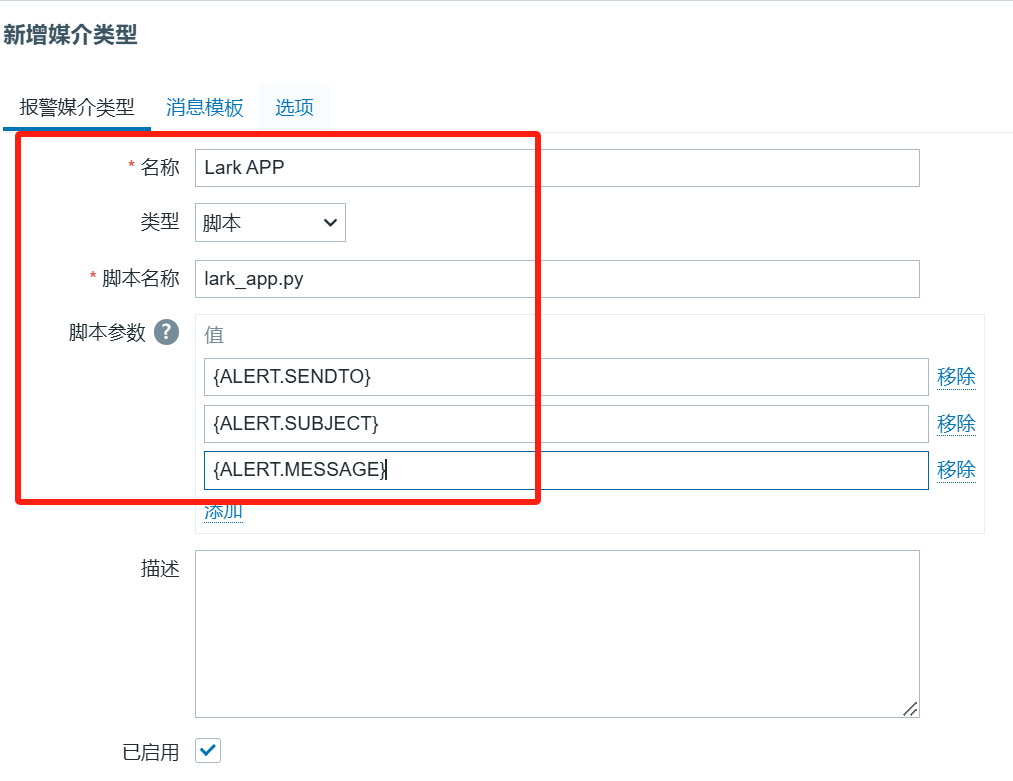 新增媒介类型
报警媒介类型 消息模板 选项
* 名称 Lark APP
类型 脚本
* 脚本名称 lark_app.py
脚本参数 ? 值
{ALERT.SENDTO} 移除
{ALERT.SUBJECT} 移除
{ALERT.MESSAGE} 移除
添加
描述
已启用